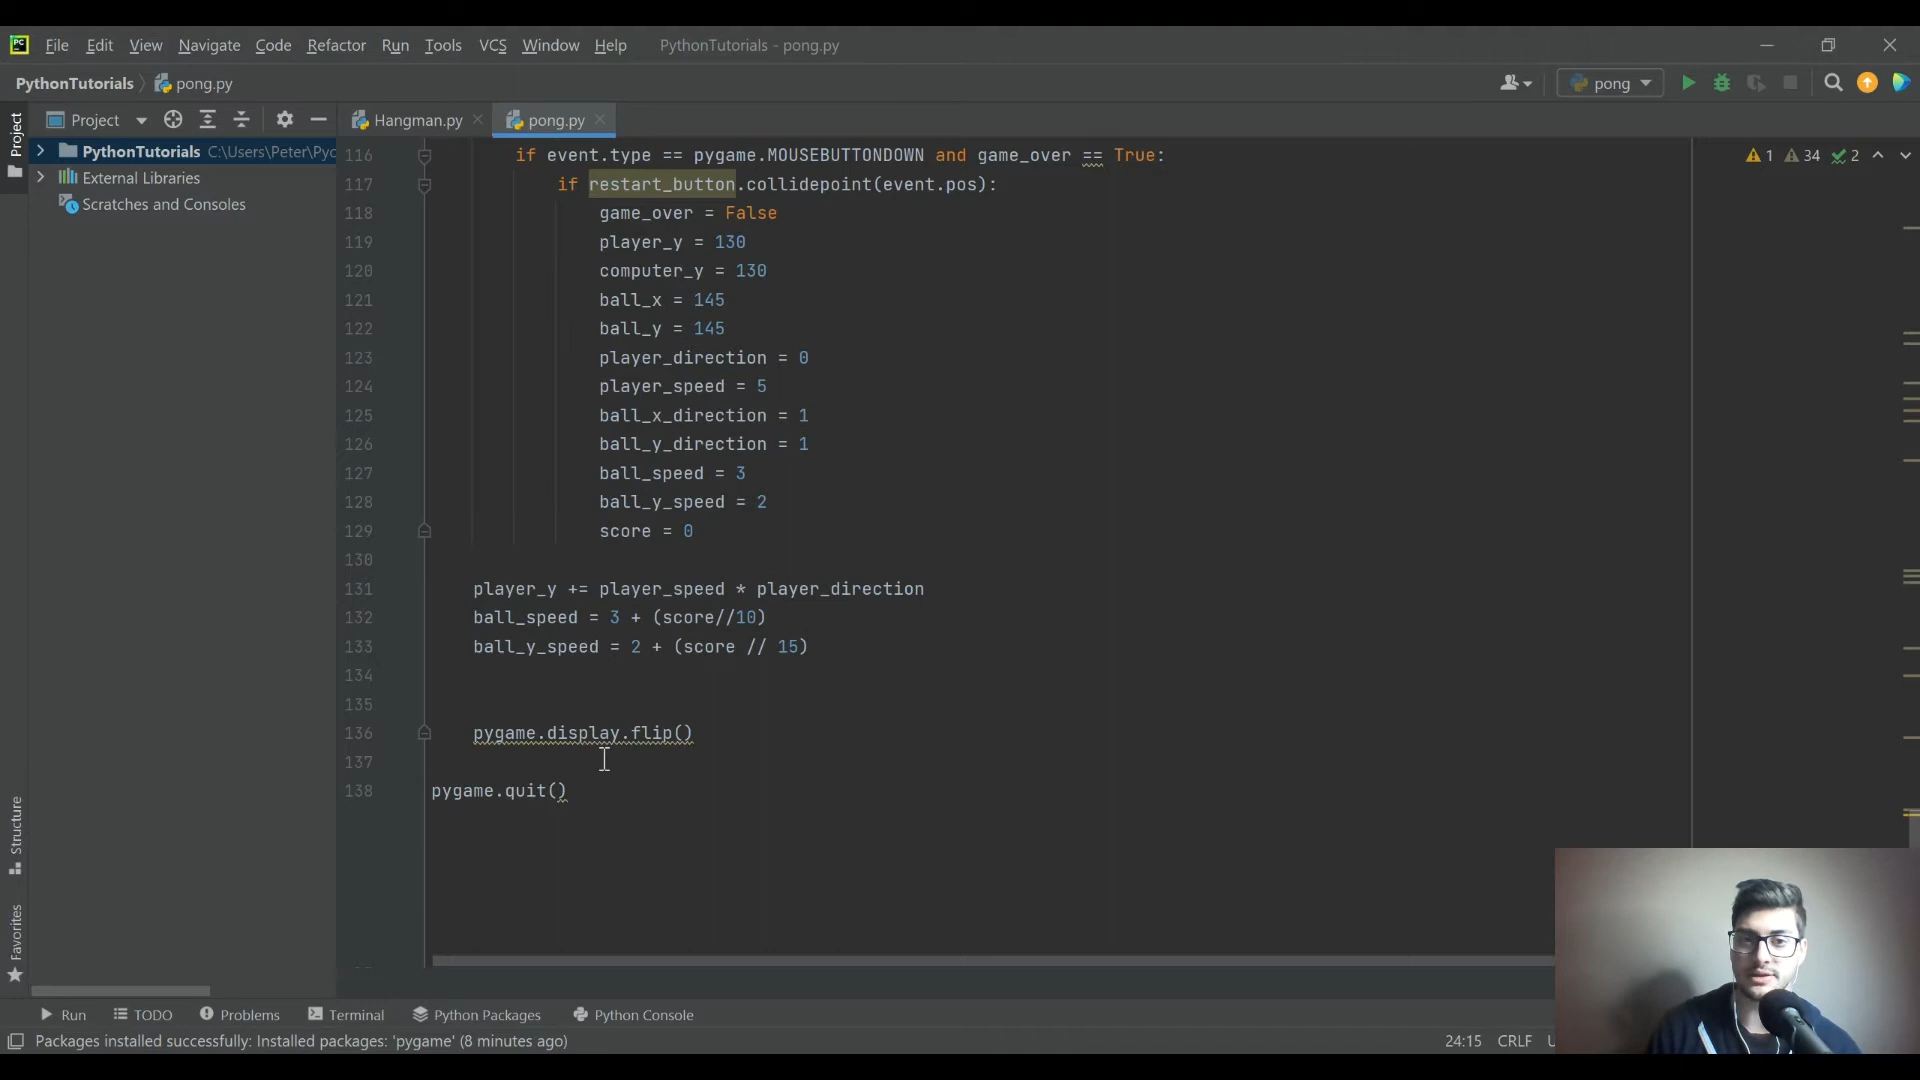 PC File Edit View Navigate Code Refactor Run Tools VCS Window Help PythonTutorials - pong.py
PythonTutorials pong.py pong
Project
Project
Hangman.py
pong.py
PythonTutorials C:\Users\Peter\Pyc
External Libraries
Scratches and Consoles
1 34 2
116 if event.type == pygame.MOUSEBUTTONDOWN and game_over == True:
117 if restart_button.collidepoint(event.pos):
118 game_over = False
119 player_y = 130
120 computer_y = 130
121 ball_x = 145
122 ball_y = 145
123 player_direction = 0
124 player_speed = 5
125 ball_x_direction = 1
126 ball_y_direction = 1
127 ball_speed = 3
128 ball_y_speed = 2
129 score = 0
130
131 player_y += player_speed * player_direction
132 ball_speed = 3 + (score//10)
133 ball_y_speed = 2 + (score // 15)
134
135
136 pygame.display.flip()
137
138 pygame.quit()
Structure
Favorites
Run TODO Problems Terminal Python Packages Python Console
Packages installed successfully: Installed packages: 'pygame' (8 minutes ago) 24:15 CRLF